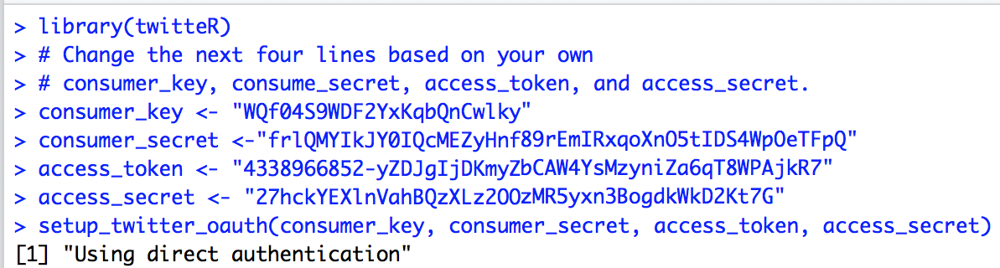 > library(twitteR)
> # Change the next four lines based on your own
> # consumer_key, consume_secret, access_token, and access_secret.
> consumer_key <- "WQf04S9WDF2YxKqbQnCwlky"
> consumer_secret <-"frlQMYIkJY0IQcMEZyHnf89rEmIRxqoXnO5tIDS4WpOeTFpQ"
> access_token <- "4338966852-yZDJgIjDKmyZbCAW4YsMzyniZa6qT8WPAjkR7"
> access_secret <- "27hckYEXlnVahBQzXLz2OOzMR5yxn3BogdkWkD2Kt7G"
> setup_twitter_oauth(consumer_key, consumer_secret, access_token, access_secret)
[1] "Using direct authentication"